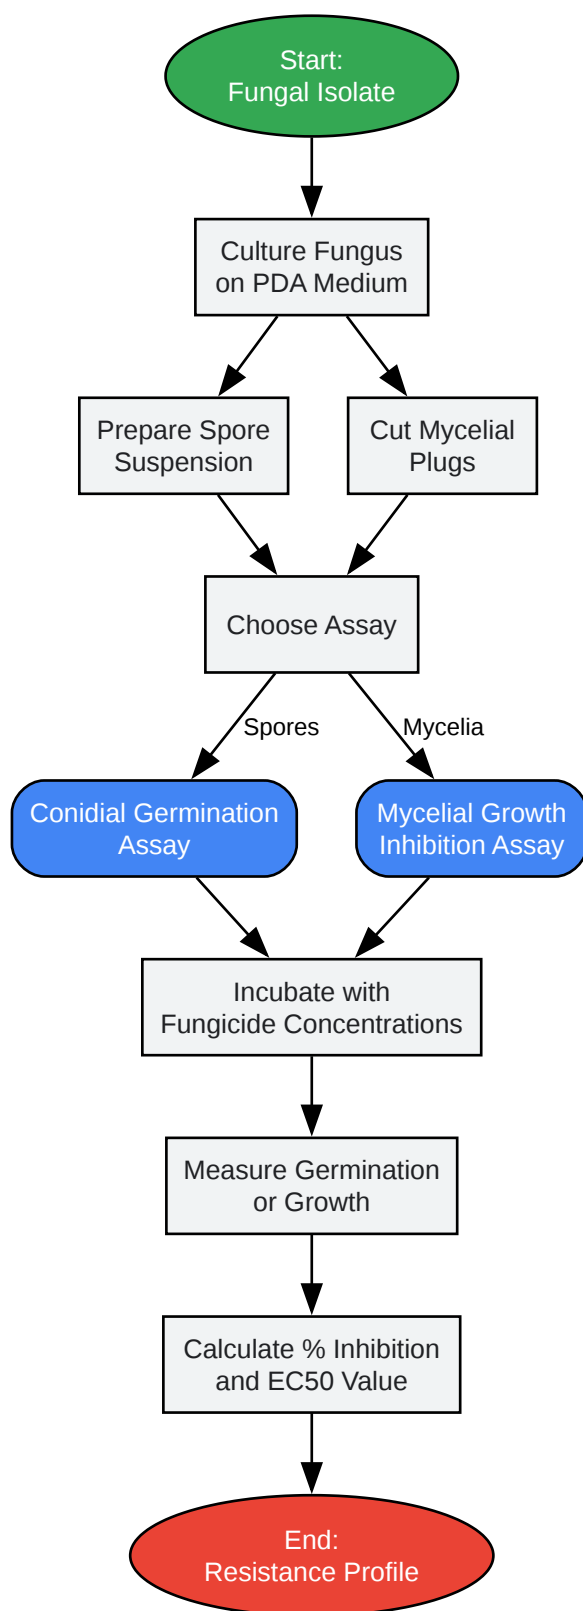 Start:
Fungal Isolate
Culture Fungus
on PDA Medium
Prepare Spore
Suspension
Cut Mycelial
Plugs
Choose Assay
Spores
Mycelia
Conidial Germination
Assay
Mycelial Growth
Inhibition Assay
Incubate with
Fungicide Concentrations
Measure Germination
or Growth
Calculate % Inhibition
and EC50 Value
End:
Resistance Profile